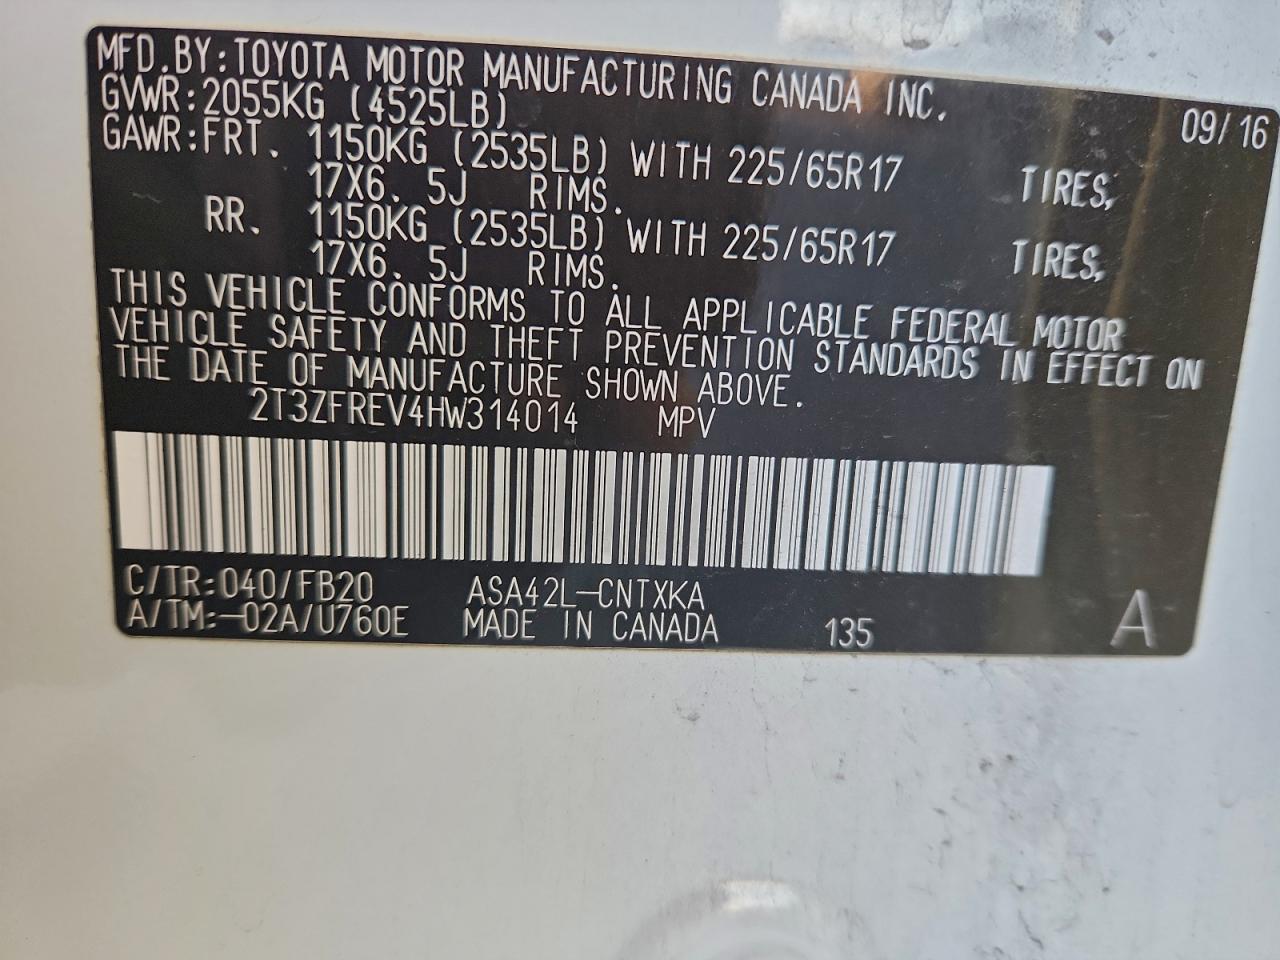 MFD.BY:TOYOTA MOTOR MANUFACTURING CANADA INC. 09/16
GVWR:2055KG (4525LB)
GAWR:FRT. 1150KG (2535LB) WITH 225/65R17 TIRES,
17X6. 5J RIMS.
RR. 1150KG (2535LB) WITH 225/65R17 TIRES,
17X6. 5J RIMS.
THIS VEHICLE CONFORMS TO ALL APPLICABLE FEDERAL MOTOR
VEHICLE SAFETY AND THEFT PREVENTION STANDARDS IN EFFECT ON
THE DATE OF MANUFACTURE SHOWN ABOVE.
2T3ZFREV4HW314014 MPV
C/TR:040/FB20 ASA42L-CNTXKA
A/TM:-02A/U760E MADE IN CANADA 135 A